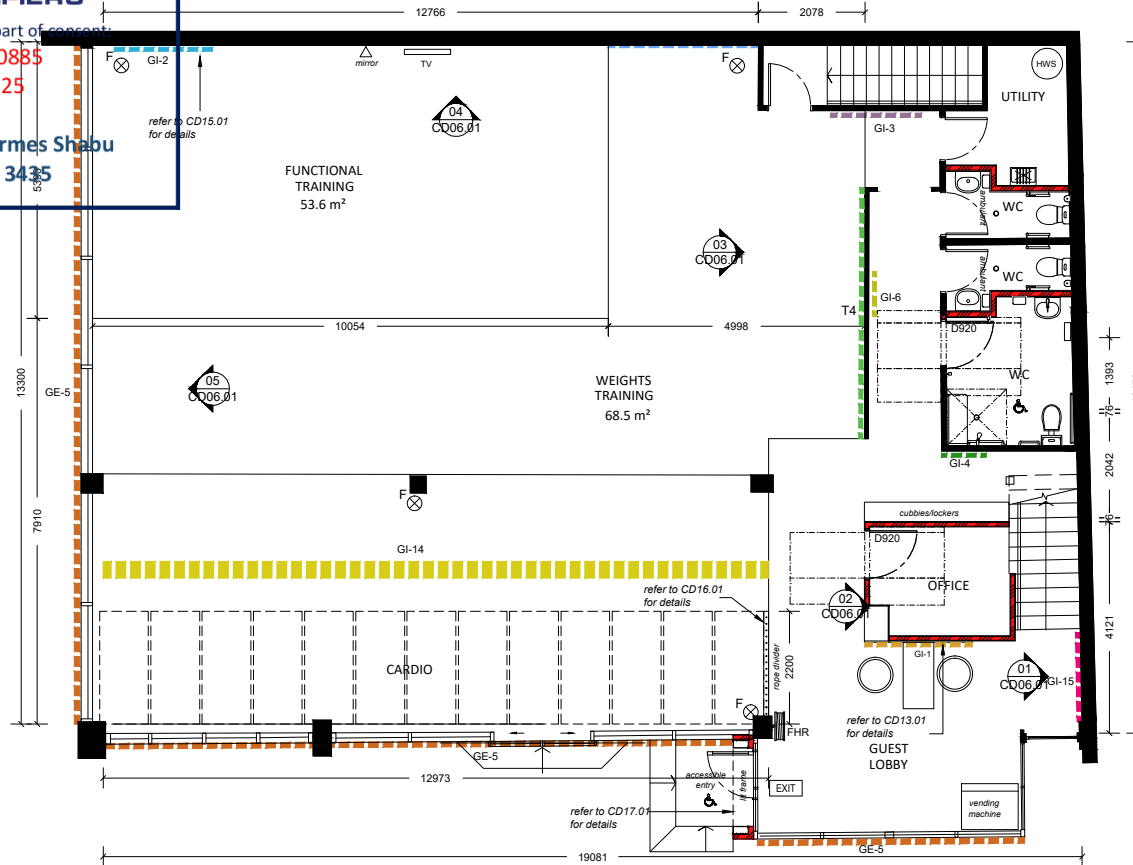 part of consent:
0885
25
rmes Shabu
3435
12766
2078
F
GI-2
mirror
TV
F
HWS
UTILITY
refer to CD15.01
for details
04
CD06.01
GI-3
FUNCTIONAL
TRAINING
53.6 m²
ambulant
WC
03
CD06.01
ambulant
WC
GI-6
T4
10054
4998
D920
13300
7910
GE-5
05
CD06.01
WEIGHTS
TRAINING
68.5 m²
WC
1393
76
2042
GI-4
F
cubbies/lockers
D920
GI-14
OFFICE
refer to CD16.01
for details
02
CD06.01
4121
CARDIO
rope divider
2200
GI-1
01
CD06.01
GI-15
F
FHR
refer to CD13.01
for details
GUEST
LOBBY
GE-5
12973
accessible
entry
lit frame
EXIT
vending
machine
refer to CD17.01
for details
GE-5
19081